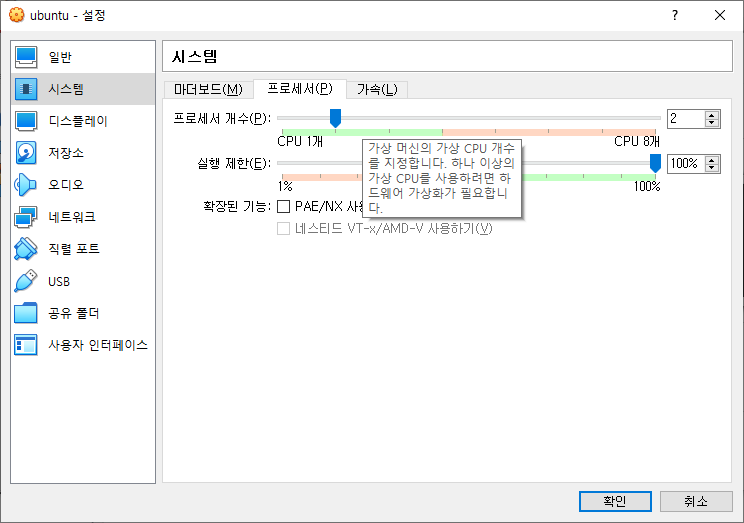 ubuntu - 설정
일반
시스템
디스플레이
저장소
오디오
네트워크
직렬 포트
USB
공유 폴더
사용자 인터페이스
시스템
마더보드(M) 프로세서(P) 가속(L)
프로세서 개수(P): 2
CPU 1개 CPU 8개
가상 머신의 가상 CPU 개수
를 지정합니다. 하나 이상의
가상 CPU를 사용하려면 하
드웨어 가상화가 필요합니
다.
실행 제한(E): 100%
1% 100%
확장된 기능: PAE/NX 사용
네스티드 VT-x/AMD-V 사용하기(V)
확인 취소